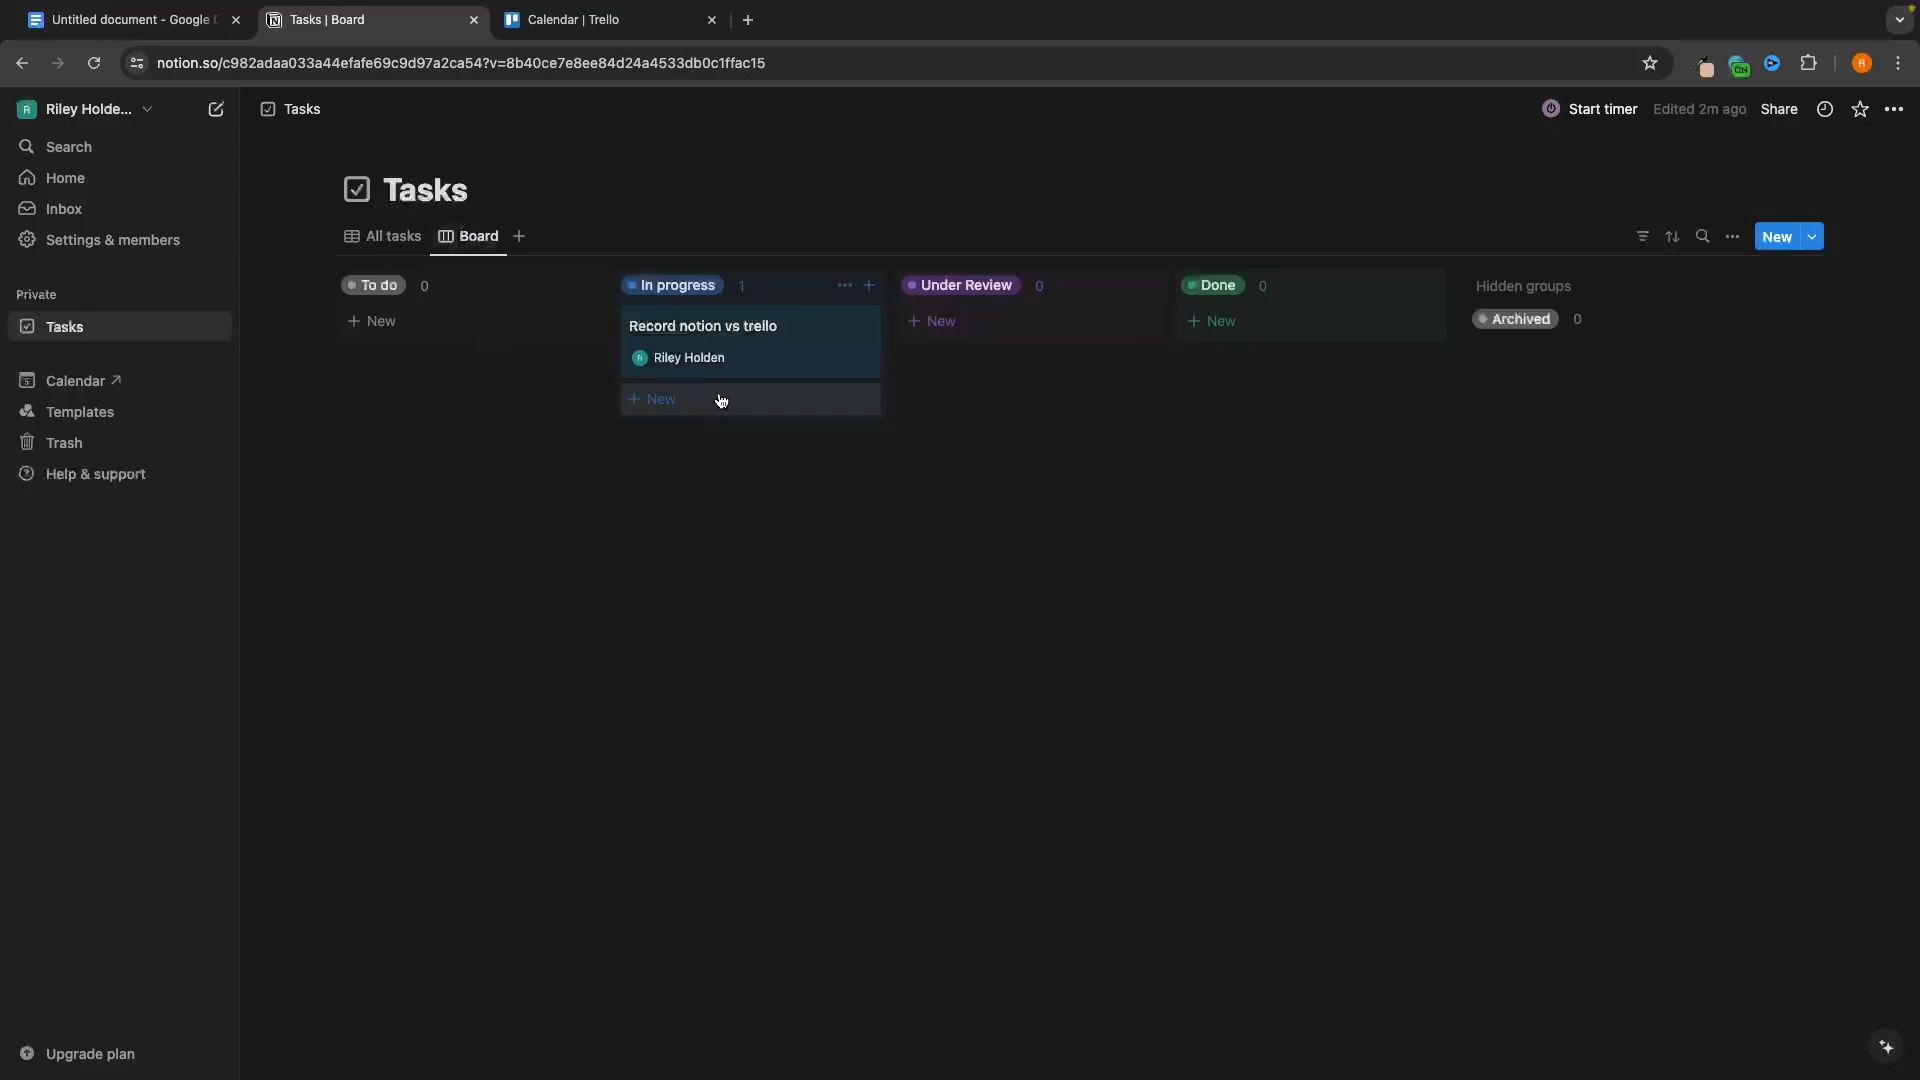 Untitled document - Google D
Tasks | Board
Calendar | Trello
notion.so/c982adaa033a44efafe69c9d97a2ca54?v=8b40ce7e8ee84d24a4533db0c1ffac15
ON
R
R Riley Holde...
Tasks
Start timer
Edited 2m ago
Share
Search
Home
Inbox
Settings & members
Private
Tasks
Calendar ↗
Templates
Trash
Help & support
Upgrade plan
Tasks
All tasks
Board
+
New
To do 0
+ New
In progress 1
Record notion vs trello
R Riley Holden
+ New
Under Review 0
+ New
Done 0
+ New
Hidden groups
Archived 0